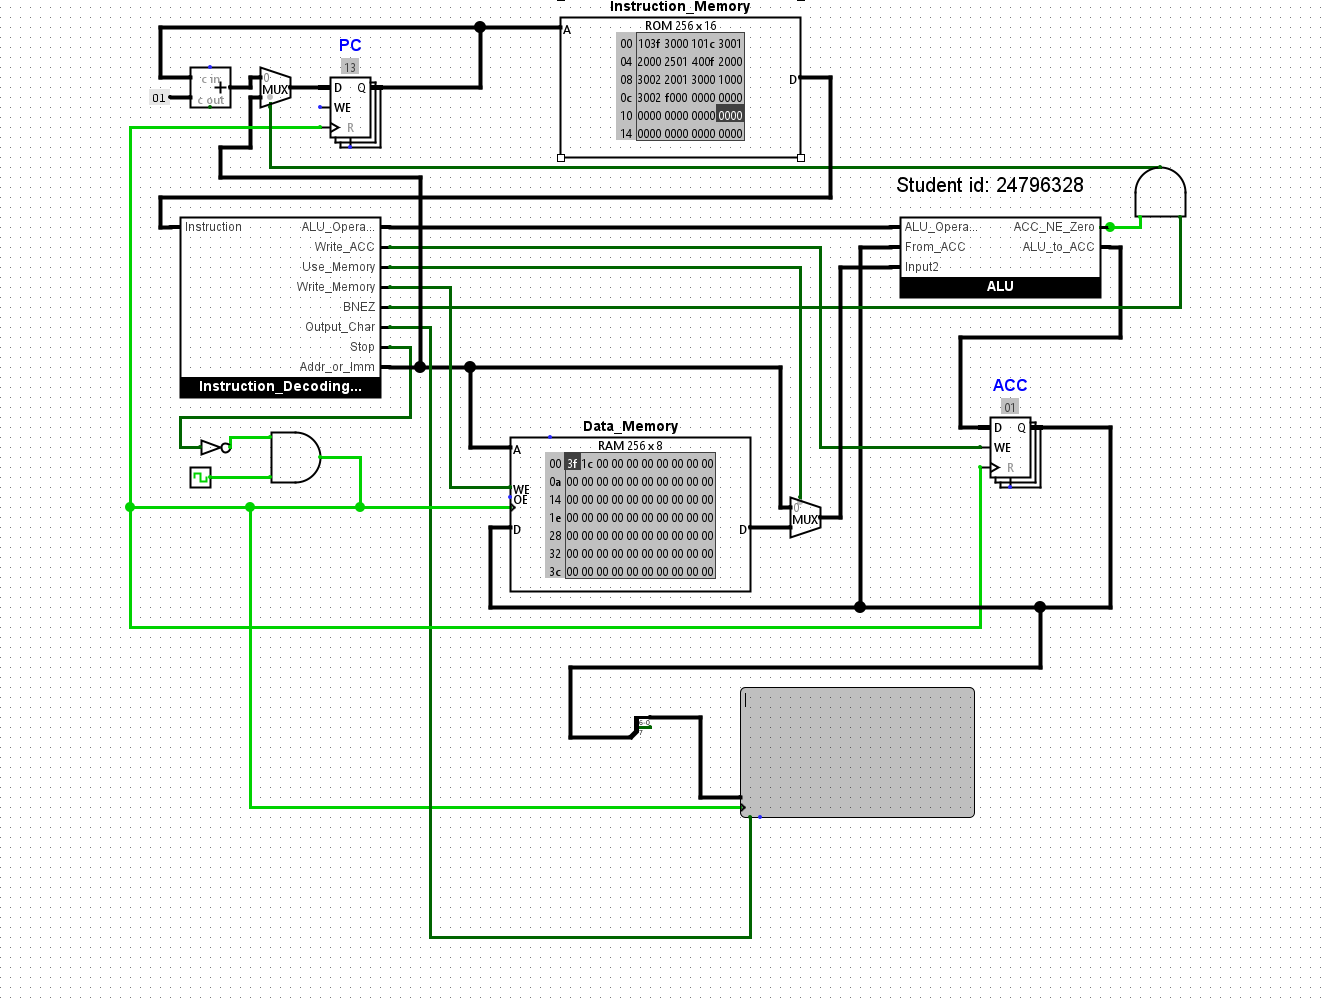 Instruction_Memory
ROM 256 x 16
A
00 103f 3000 101c 3001
04 2000 2501 400f 2000
08 3002 2001 3000 1000
0c 3002 f000 0000 0000
10 0000 0000 0000 0000
14 0000 0000 0000 0000
D
PC
13
c in
+
c out
01
0
MUX
D Q
WE
R
Student id: 24796328
Instruction
ALU_Opera...
Write_ACC
Use_Memory
Write_Memory
BNEZ
Output_Char
Stop
Addr_or_Imm
Instruction_Decoding...
ALU_Opera... ACC_NE_Zero
From_ACC ALU_to_ACC
Input2
ALU
ACC
01
D Q
WE
R
Data_Memory
RAM 256 x 8
A
00 3f 1c 00 00 00 00 00 00 00 00
0a 00 00 00 00 00 00 00 00 00 00
14 00 00 00 00 00 00 00 00 00 00
1e 00 00 00 00 00 00 00 00 00 00
28 00 00 00 00 00 00 00 00 00 00
32 00 00 00 00 00 00 00 00 00 00
3c 00 00 00 00 00 00 00 00 00 00
WE
OE
D
D
0
MUX